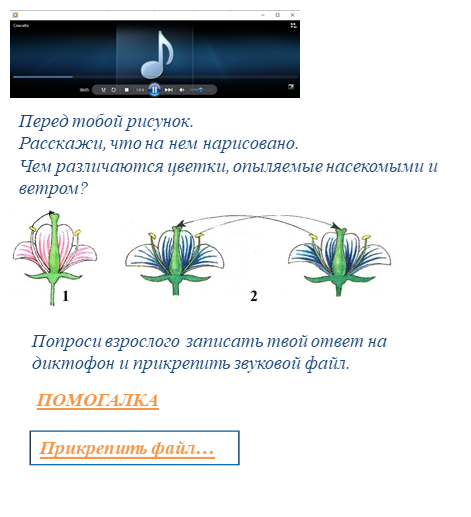 Спасибо
Перед тобой рисунок.
Расскажи, что на нем нарисовано.
Чем различаются цветки, опыляемые насекомыми и
ветром?
1
2
Попроси взрослого записать твой ответ на
диктофон и прикрепить звуковой файл.
ПОМОГАЛКА
Прикрепить файл...